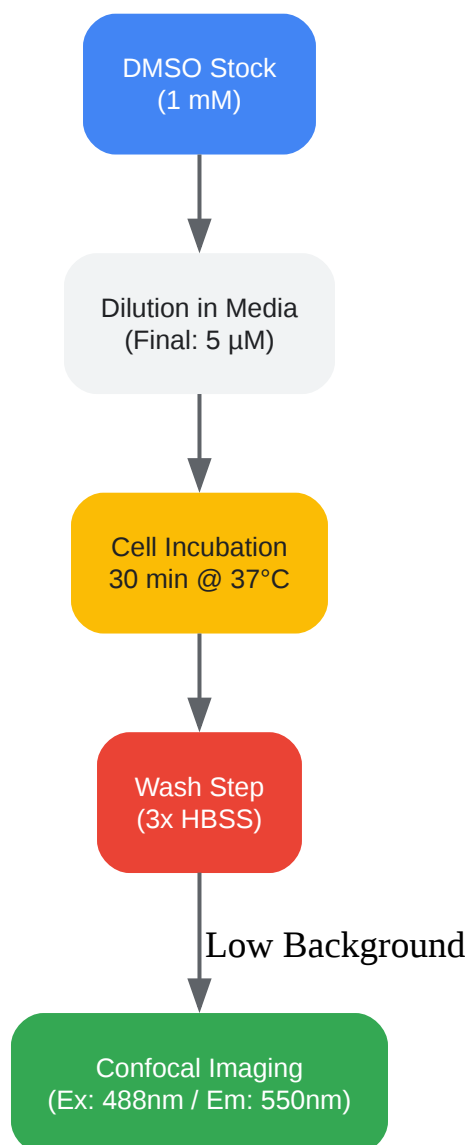 DMSO Stock
(1 mM)
Dilution in Media
(Final: 5 µM)
Cell Incubation
30 min @ 37°C
Wash Step
(3x HBSS)
Low Background
Confocal Imaging
(Ex: 488nm / Em: 550nm)